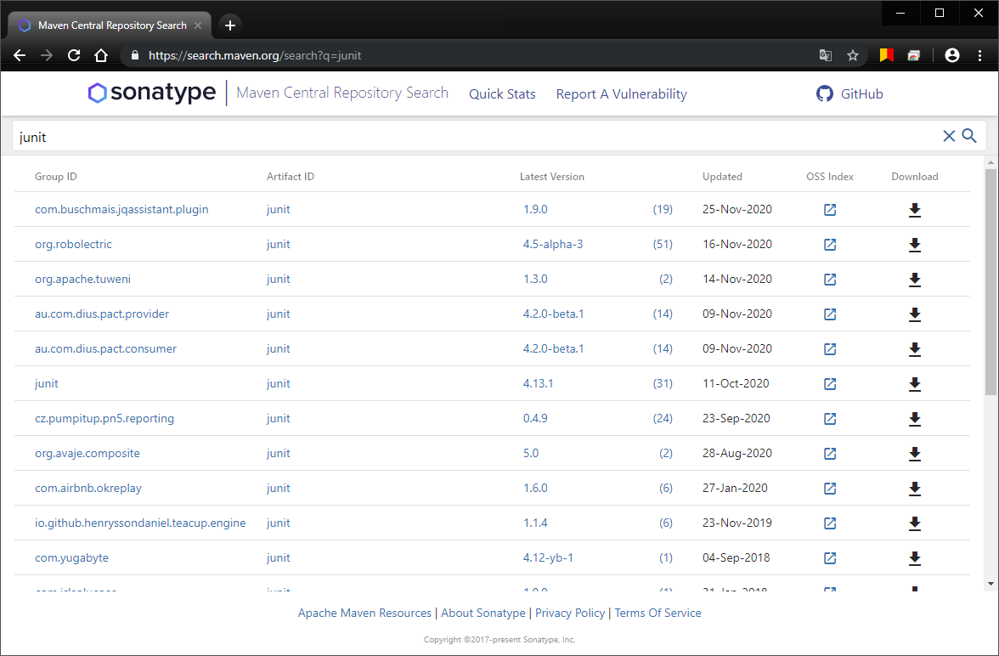 Maven Central Repository Search
https://search.maven.org/search?q=junit
sonatype Maven Central Repository Search Quick Stats Report A Vulnerability GitHub
junit
Group ID Artifact ID Latest Version Updated OSS Index Download
com.buschmais.jqassistant.plugin junit 1.9.0 (19) 25-Nov-2020
org.robolectric junit 4.5-alpha-3 (51) 16-Nov-2020
org.apache.tuweni junit 1.3.0 (2) 14-Nov-2020
au.com.dius.pact.provider junit 4.2.0-beta.1 (14) 09-Nov-2020
au.com.dius.pact.consumer junit 4.2.0-beta.1 (14) 09-Nov-2020
junit junit 4.13.1 (31) 11-Oct-2020
cz.pumpitup.pn5.reporting junit 0.4.9 (24) 23-Sep-2020
org.avaje.composite junit 5.0 (2) 28-Aug-2020
com.airbnb.okreplay junit 1.6.0 (6) 27-Jan-2020
io.github.henryssondaniel.teacup.engine junit 1.1.4 (6) 23-Nov-2019
com.yugabyte junit 4.12-yb-1 (1) 04-Sep-2018
junit (1) 31-Jan-2018
Apache Maven Resources | About Sonatype | Privacy Policy | Terms Of Service
Copyright ©2017-present Sonatype, Inc.